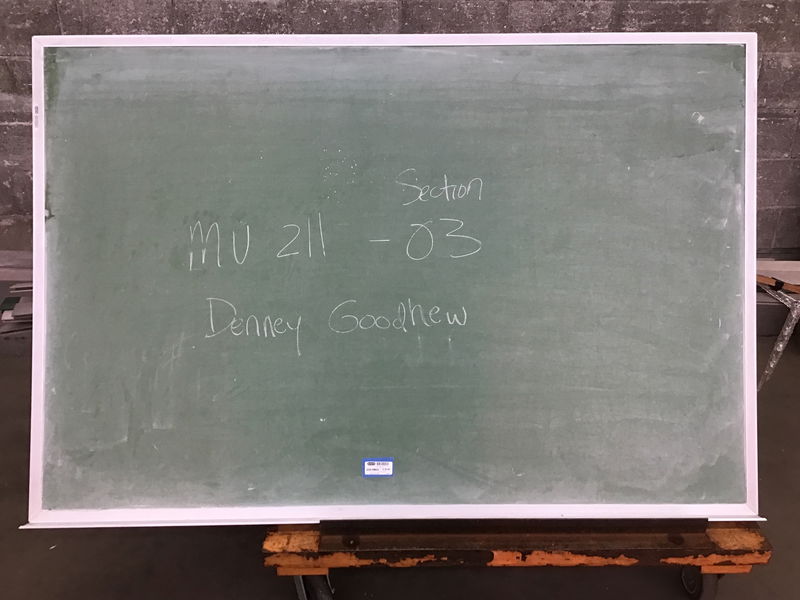 Section
MU 211 - 03
Denney Goodhew